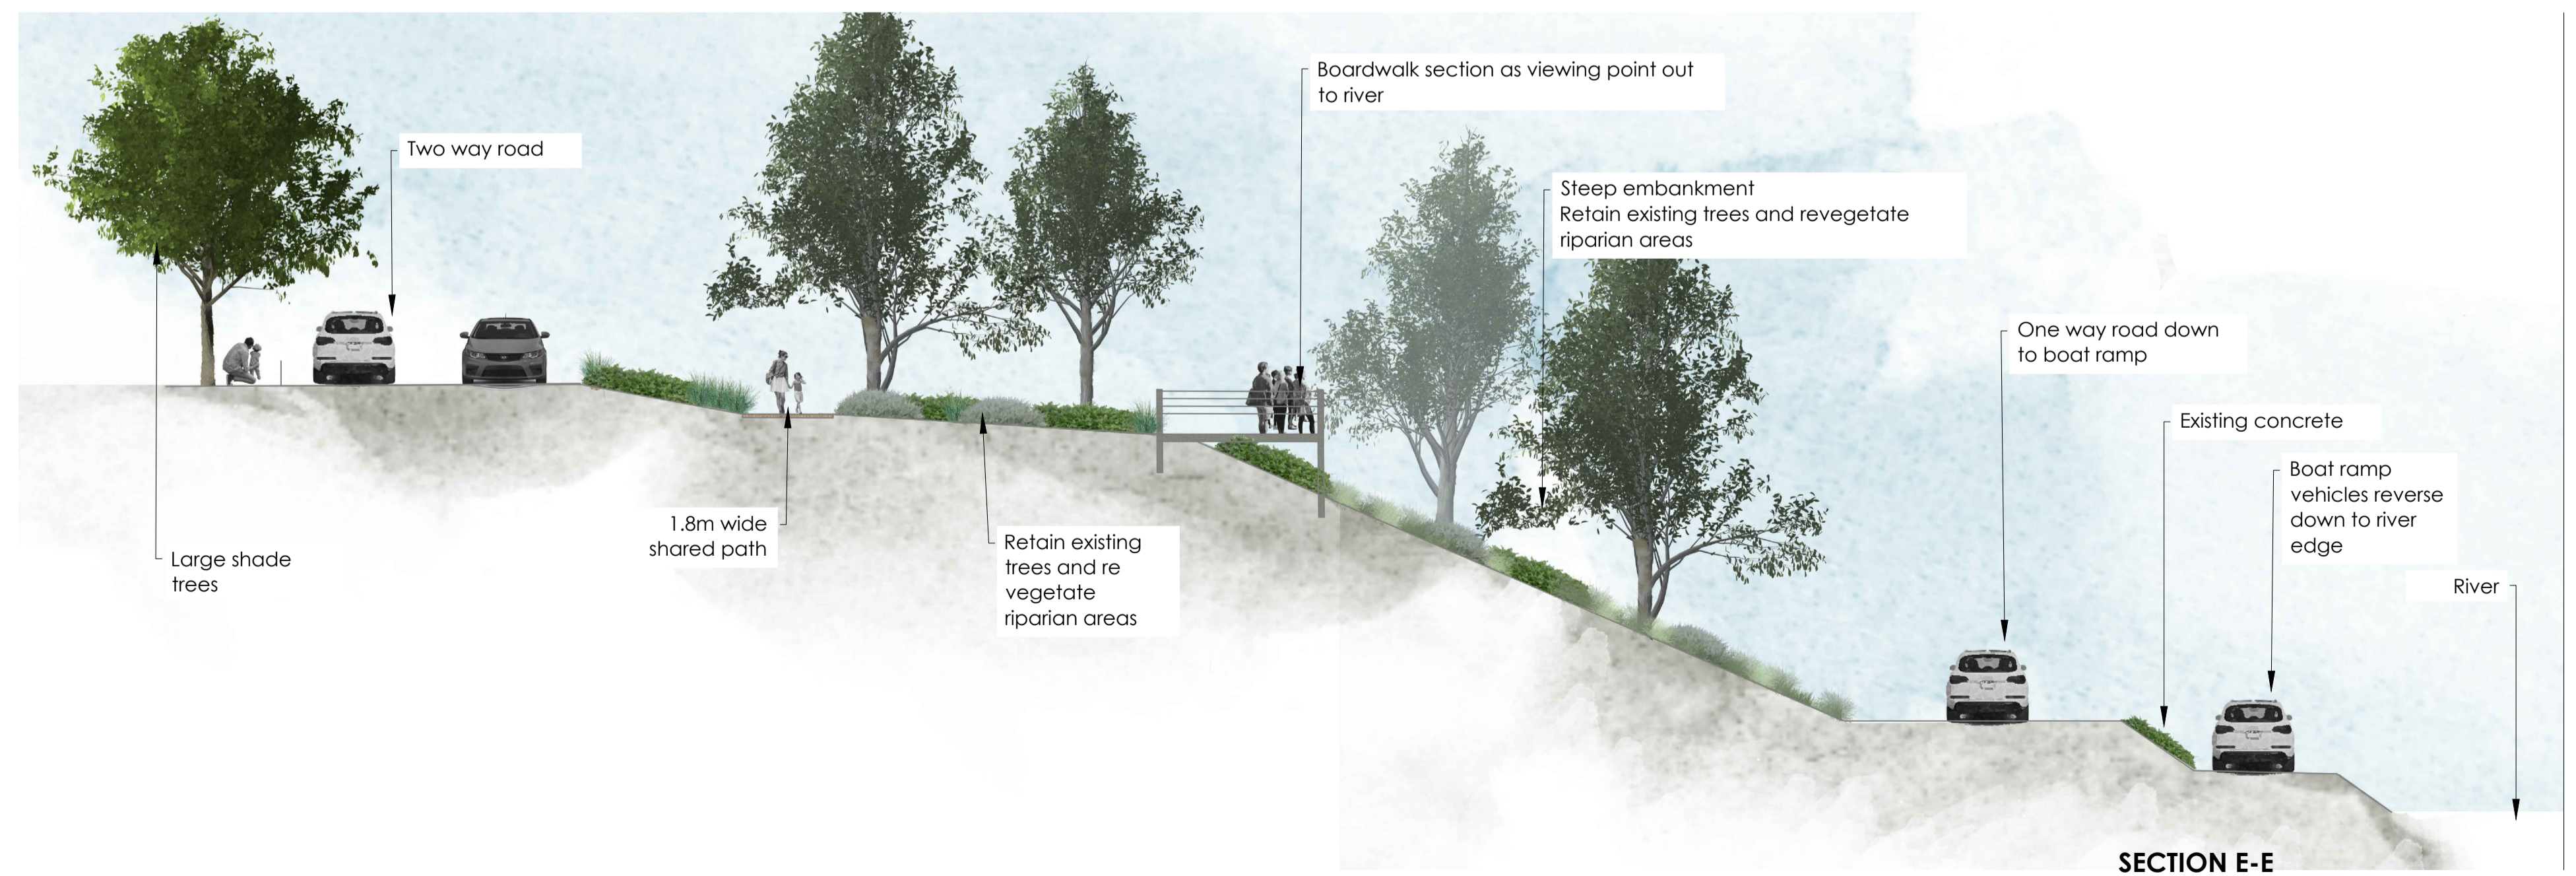 Boardwalk section as viewing point out
to river
Two way road
Steep embankment
Retain existing trees and revegetate
riparian areas
One way road down
to boat ramp
Existing concrete
Boat ramp
vehicles reverse
down to river
edge
1.8m wide
shared path
Retain existing
trees and re
vegetate
riparian areas
Large shade
trees
River
SECTION E-E